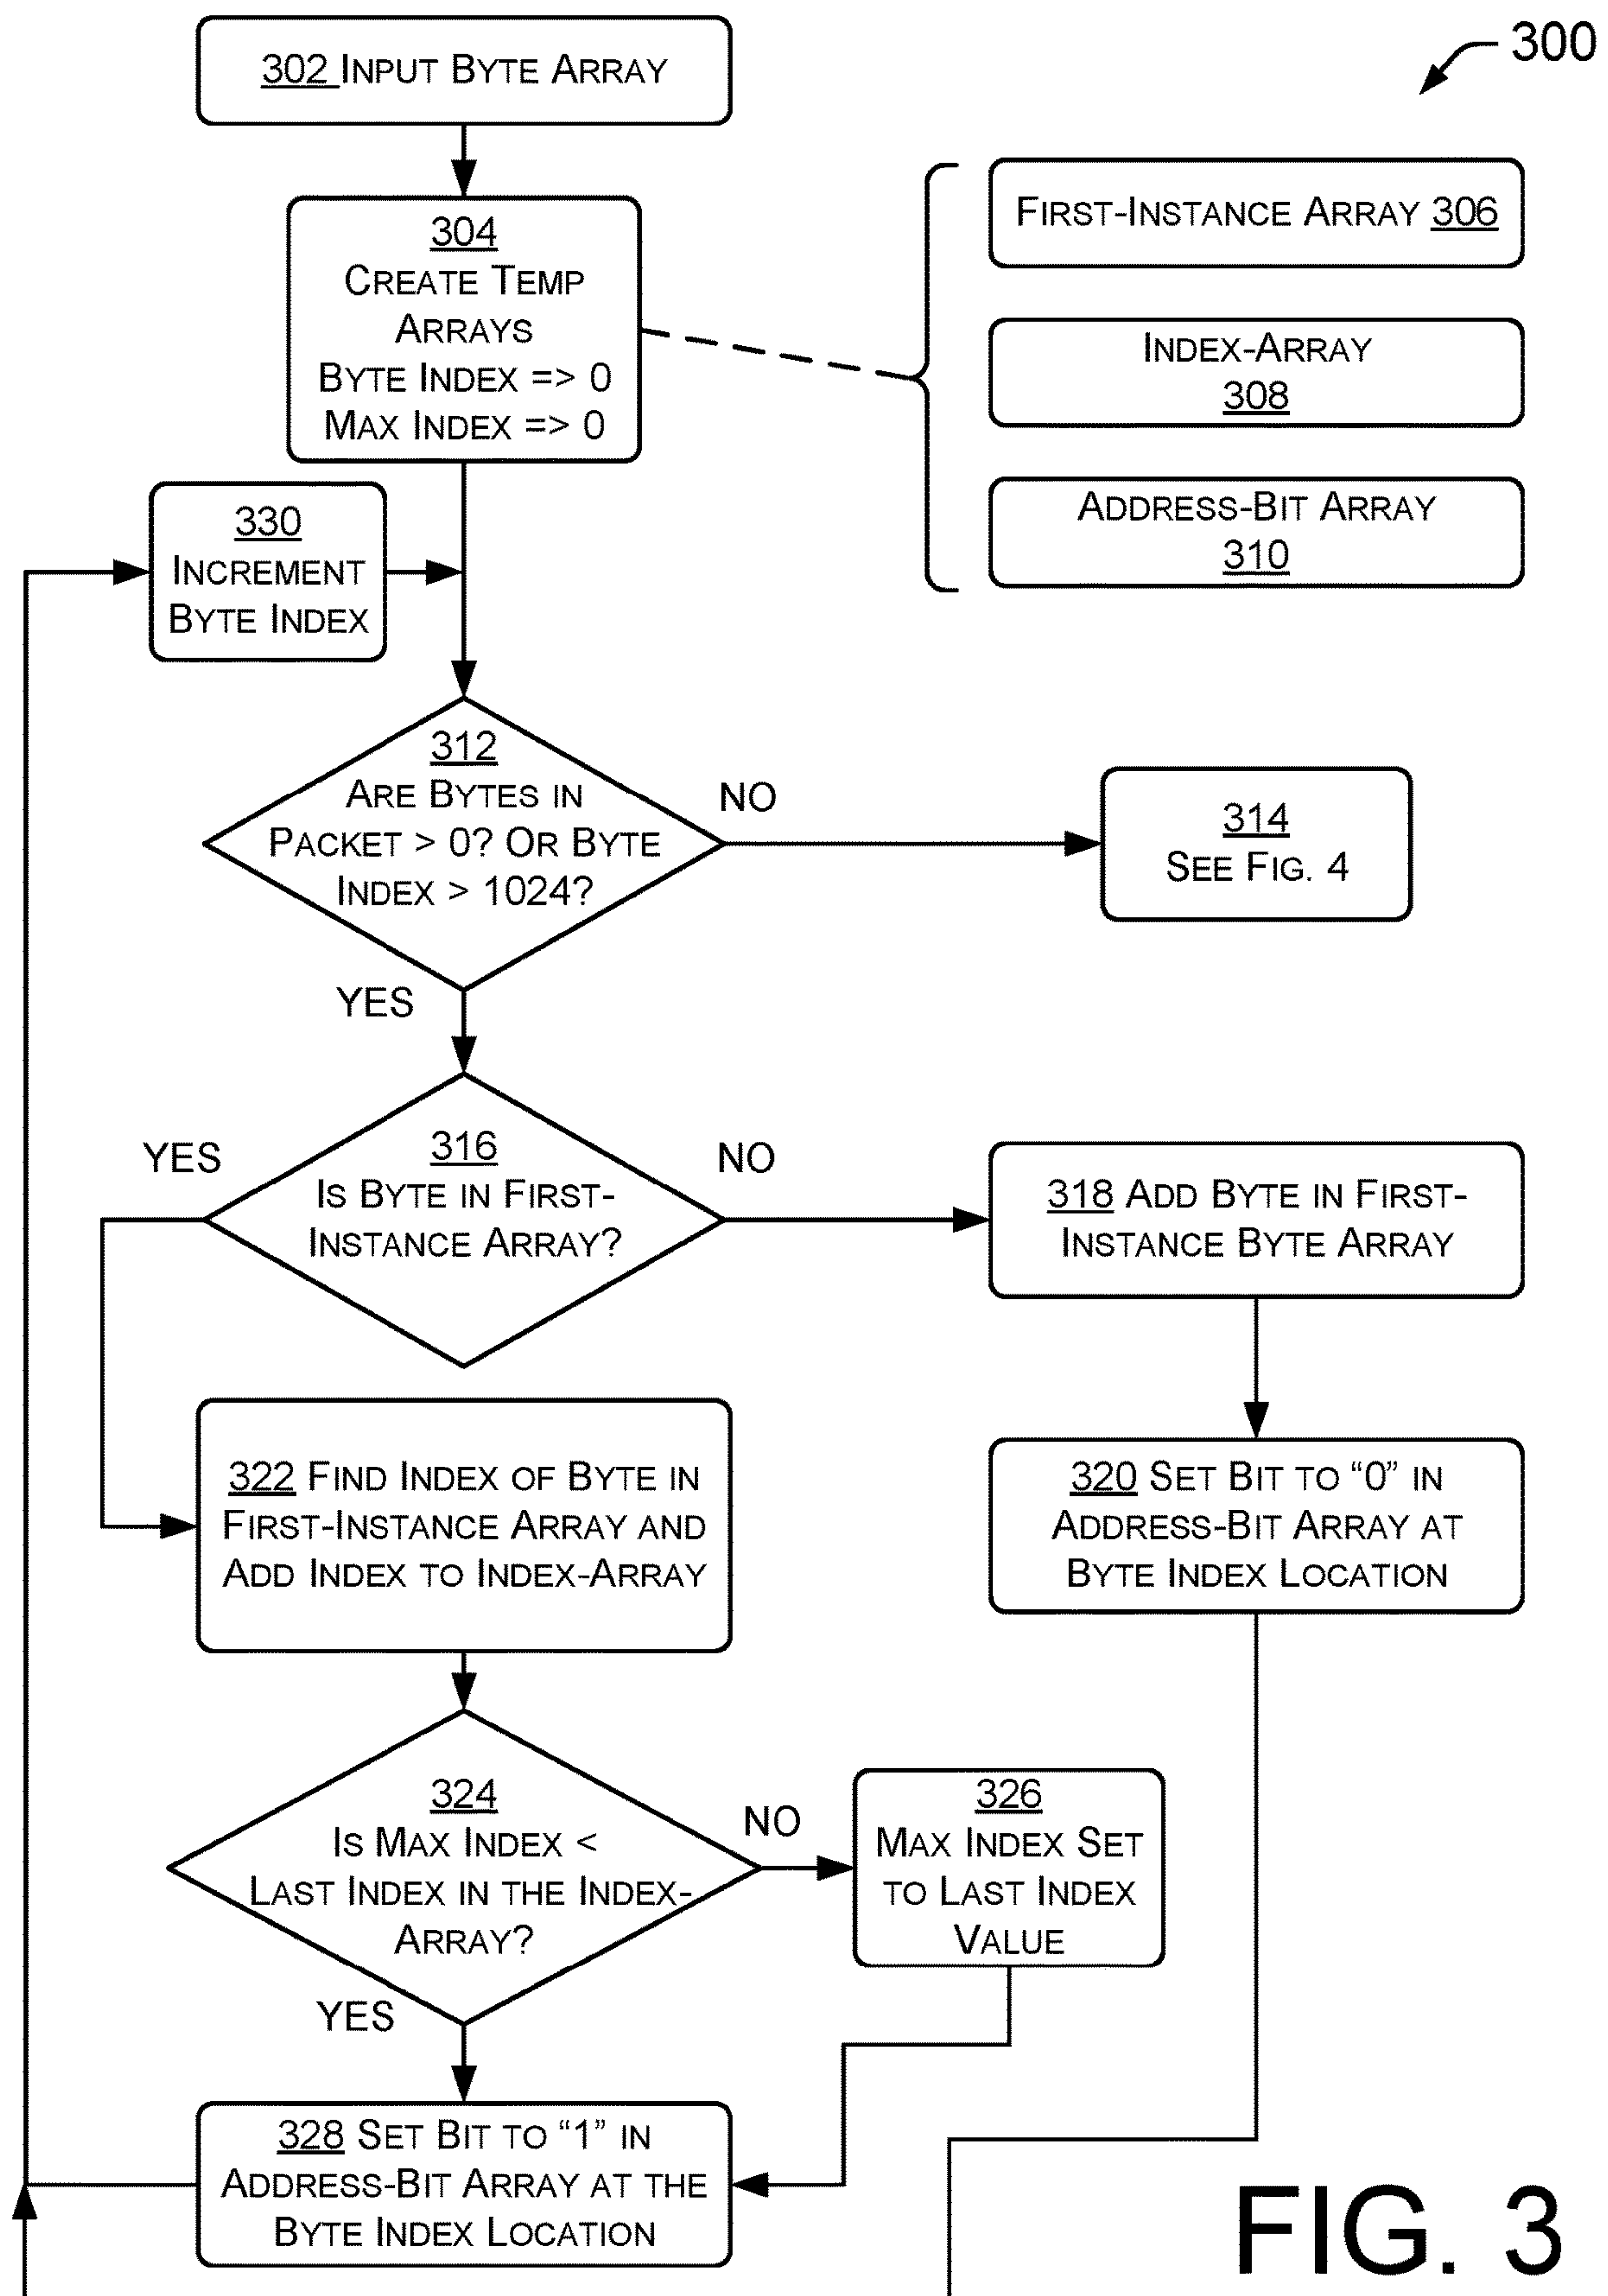 302 INPUT BYTE ARRAY
300
304
CREATE TEMP
ARRAYS
BYTE INDEX => 0
MAX INDEX => 0
FIRST-INSTANCE ARRAY 306
INDEX-ARRAY
308
ADDRESS-BIT ARRAY
310
330
INCREMENT
BYTE INDEX
312
ARE BYTES IN
PACKET > 0? OR BYTE
INDEX > 1024?
NO
YES
314
SEE FIG. 4
316
IS BYTE IN FIRST-
INSTANCE ARRAY?
YES
NO
318 ADD BYTE IN FIRST-
INSTANCE BYTE ARRAY
320 SET BIT TO “0” IN
ADDRESS-BIT ARRAY AT
BYTE INDEX LOCATION
322 FIND INDEX OF BYTE IN
FIRST-INSTANCE ARRAY AND
ADD INDEX TO INDEX-ARRAY
324
IS MAX INDEX <
LAST INDEX IN THE INDEX-
ARRAY?
NO
YES
326
MAX INDEX SET
TO LAST INDEX
VALUE
328 SET BIT TO “1” IN
ADDRESS-BIT ARRAY AT THE
BYTE INDEX LOCATION
FIG. 3